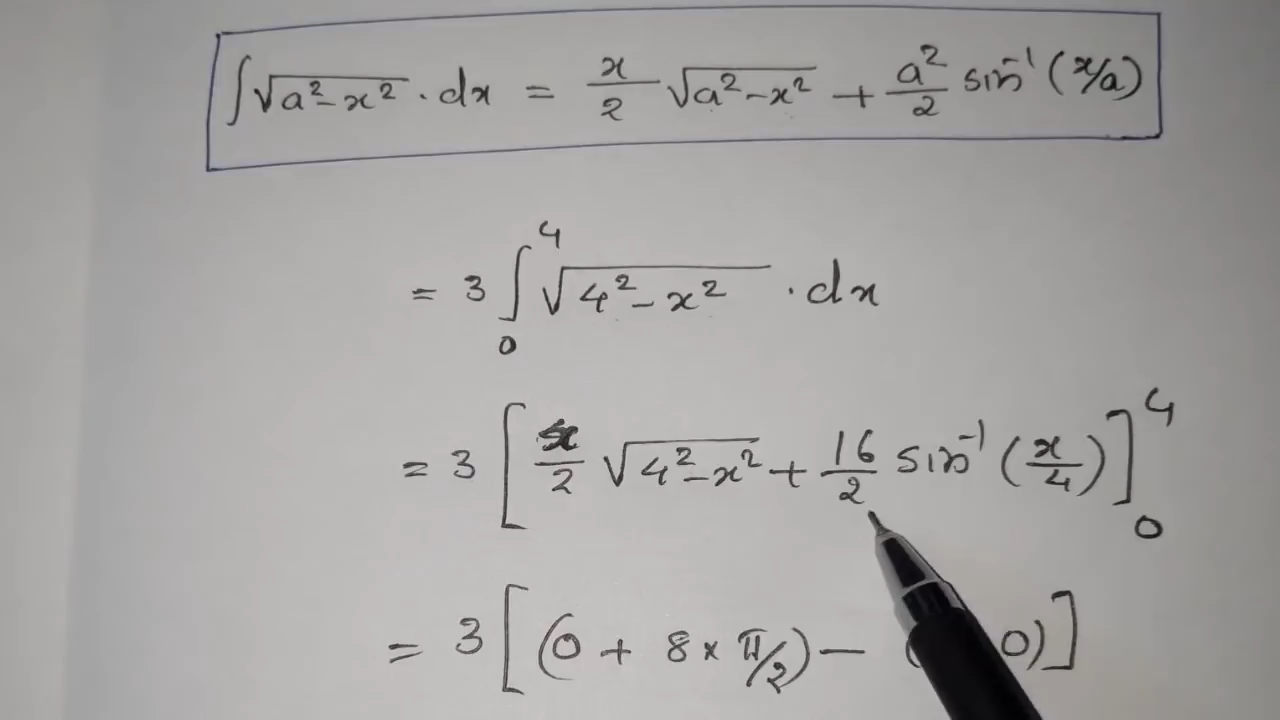 ∫√(a² - x²) . dx = x/2 √(a² - x²) + a²/2 sin⁻¹ (x/a)
= 3 ∫₀⁴ √(4² - x²) . dx
= 3 [ x/2 √(4² - x²) + 16/2 sin⁻¹ (x/4) ]₀⁴
= 3 [ (0 + 8 × π/2) - ( 0) ]